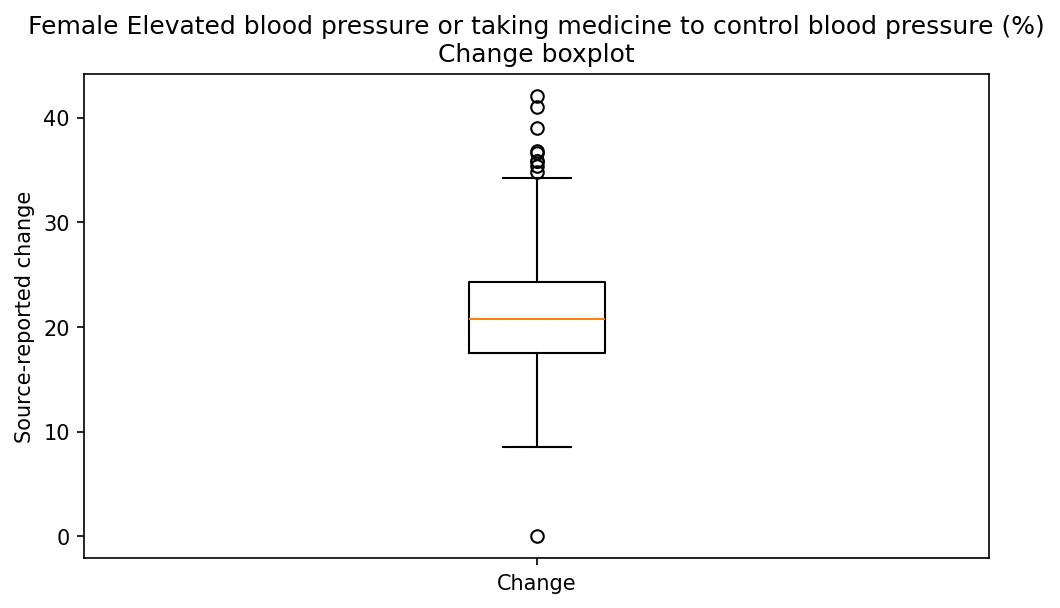 Female Elevated blood pressure or taking medicine to control blood pressure (%)
Change boxplot
Source-reported change
40
30
20
10
0
Change